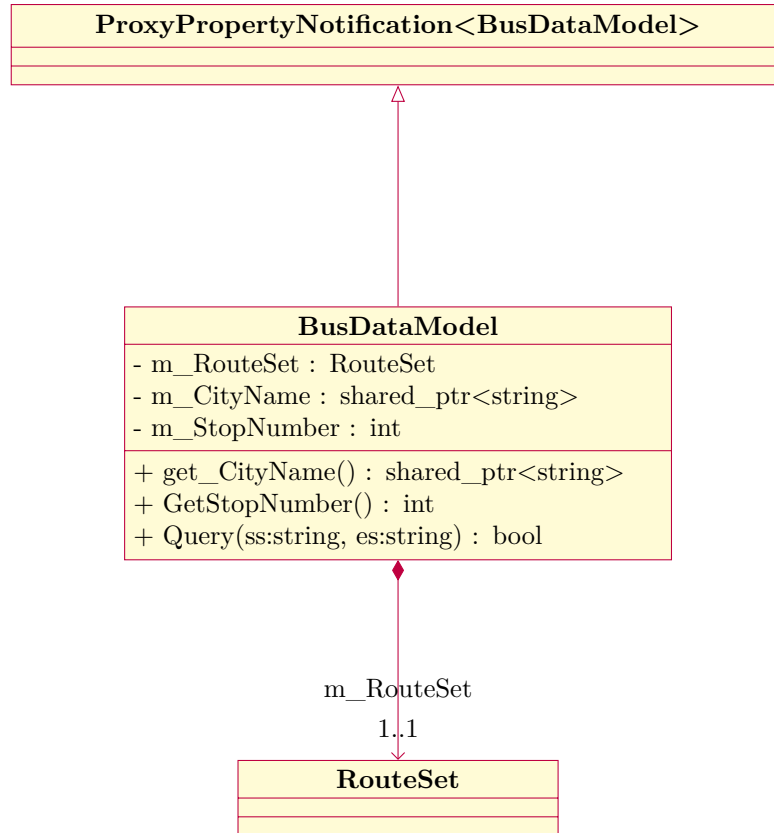 ProxyPropertyNotification<BusDataModel>
BusDataModel
- m_RouteSet : RouteSet
- m_CityName : shared_ptr<string>
- m_StopNumber : int
+ get_CityName() : shared_ptr<string>
+ GetStopNumber() : int
+ Query(ss:string, es:string) : bool
m_RouteSet
1..1
RouteSet